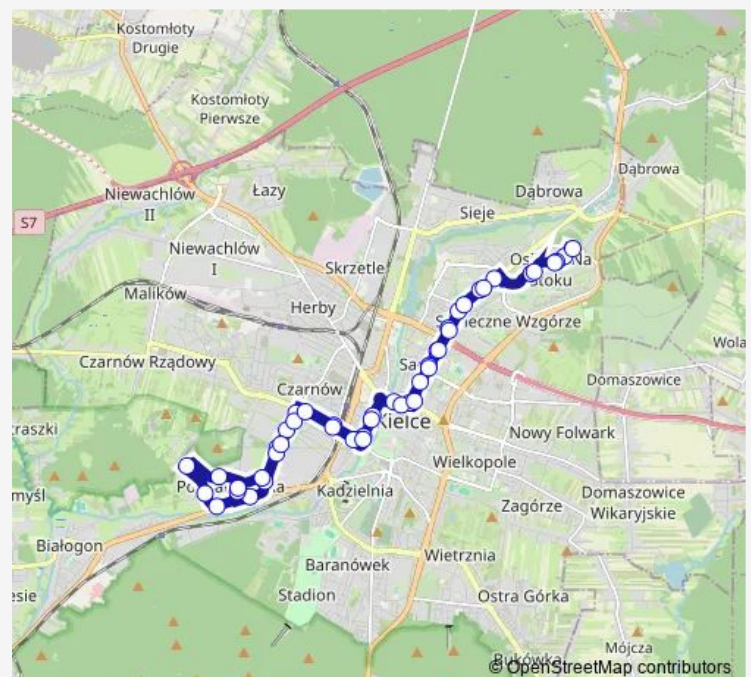 Kostomłoty
Drugie
Kostomłoty
Pierwsze
Dąbrowa
Niewachlów
II
Łazy
Dąbrowa
Sieje
S7
Niewachlów
I
Skrzetle
Stoku
Malików
Herby
Słoneczne Wzgórze
Czarnów Rządowy
Domaszowice
Czarnów
Kielce
Nowy Folwark
Wielkopole
Kadzielnia
Zagórze
Domaszowice
Wikaryjskie
Białogon
Baranówek
Wietrznia
Stadion
Ostra Górka
Mójcza
Bukówka
© OpenStreetMap contributors